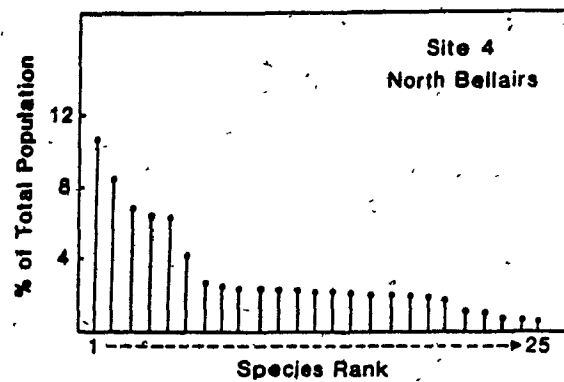 Site 4
North Bellairs
% of Total Population
12
8
4
1 25
Species Rank